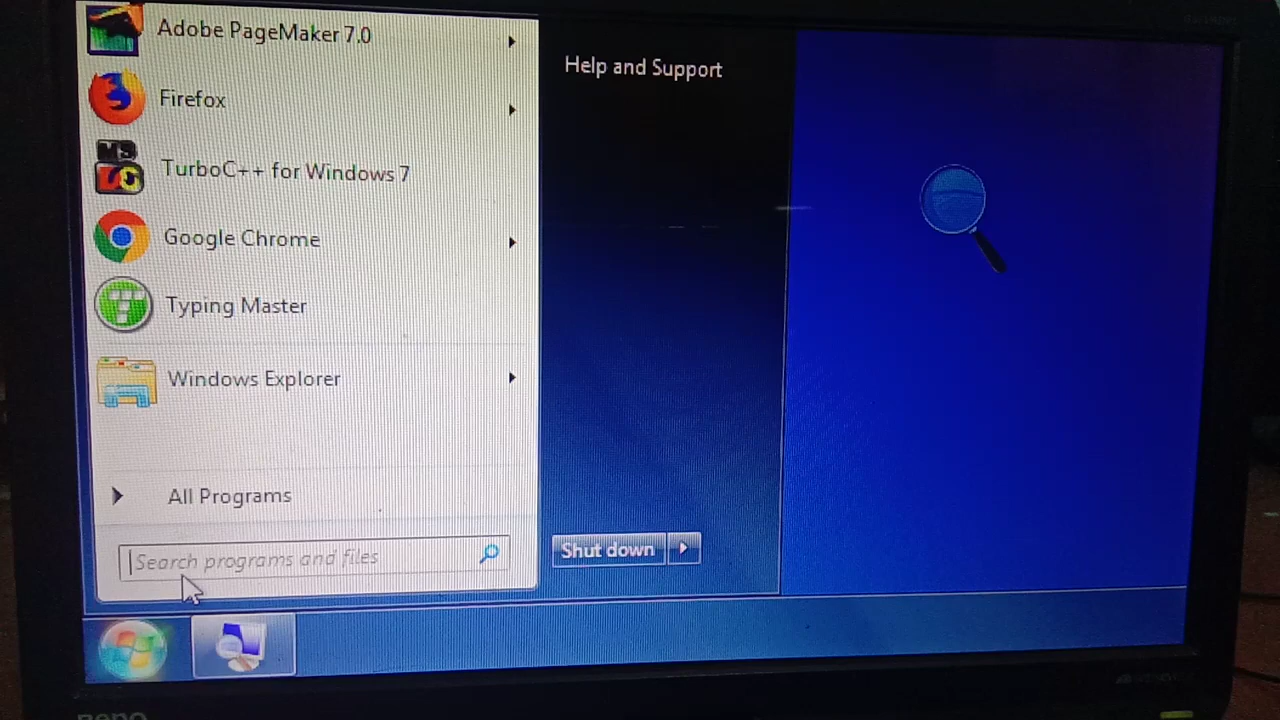 Adobe PageMaker 7.0
Firefox
TurboC++ for Windows 7
Google Chrome
Typing Master
Windows Explorer
All Programs
Search programs and files
Help and Support
Shut down